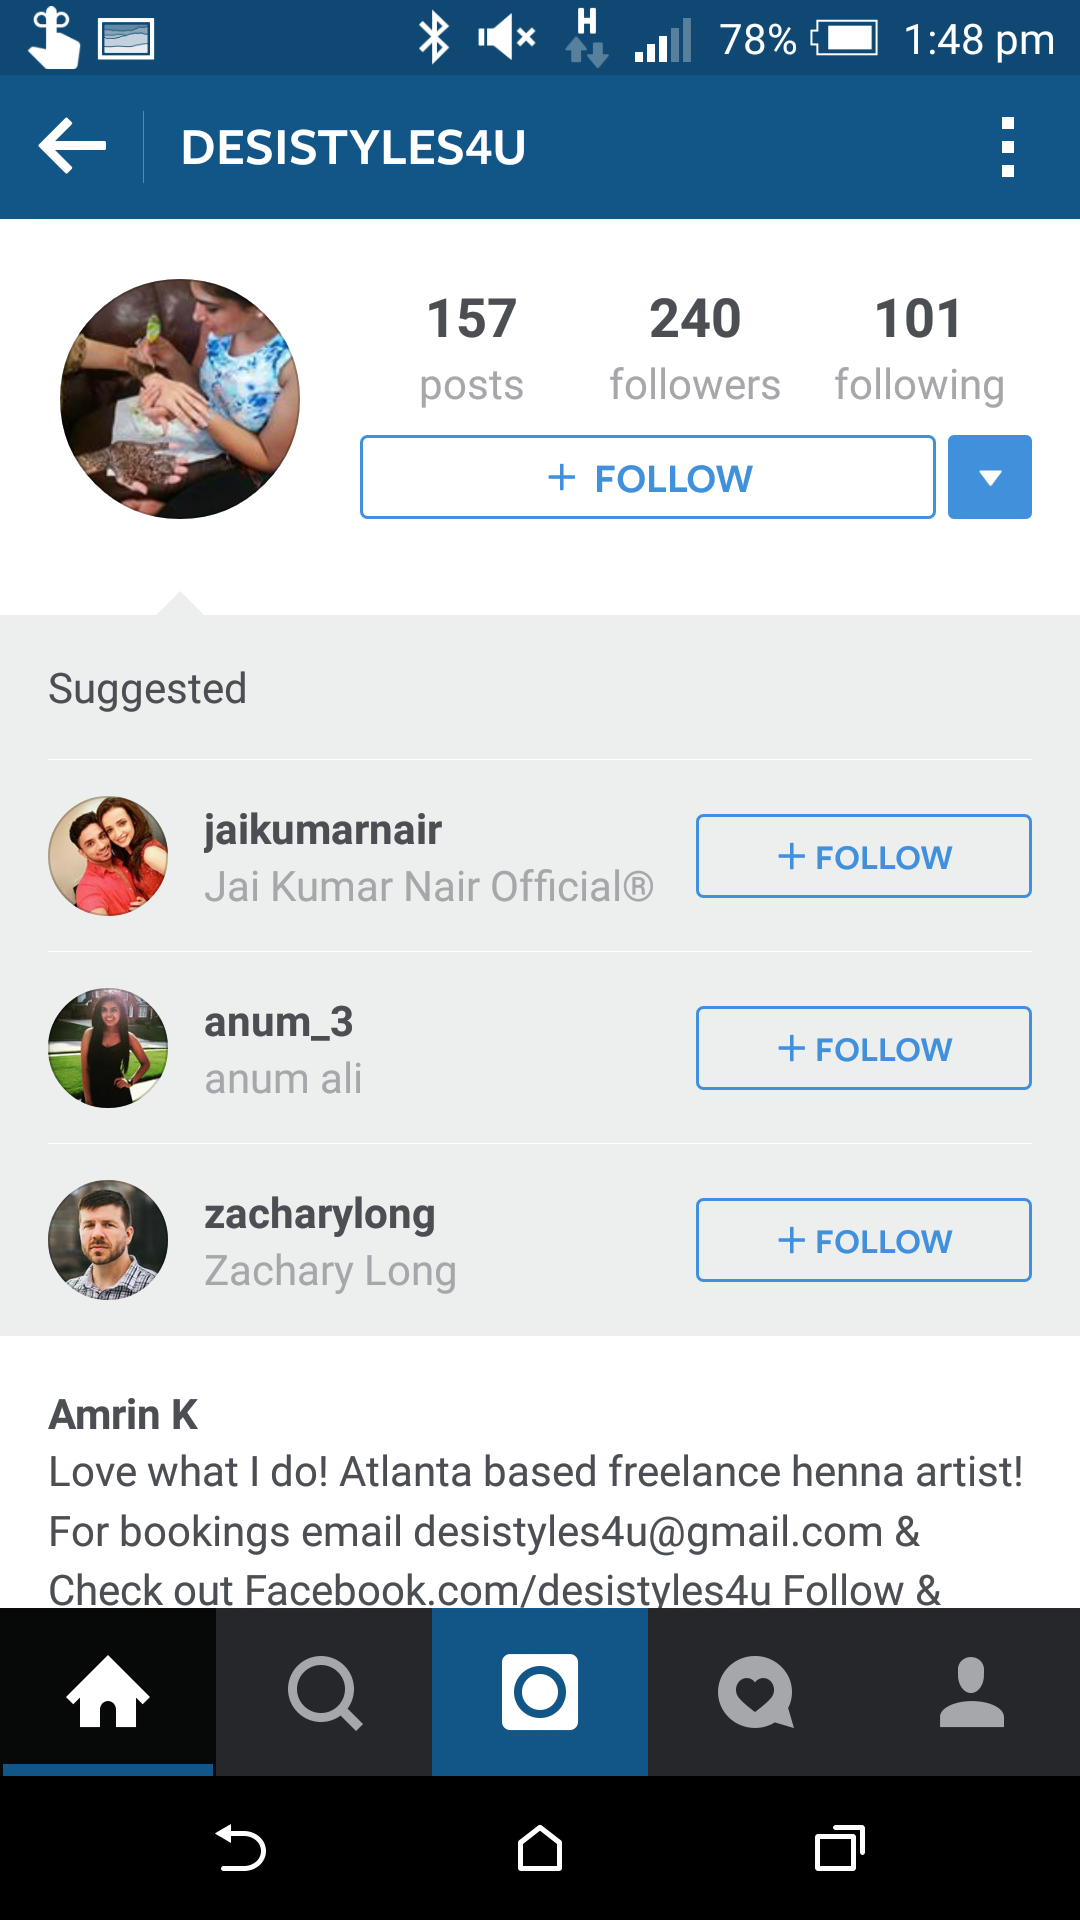 H 78% 1:48 pm
DESISTYLES4U
157 240 101
posts followers following
+ FOLLOW
Suggested
jaikumarnair
Jai Kumar Nair Official®
+ FOLLOW
anum_3
anum ali
+ FOLLOW
zacharylong
Zachary Long
+ FOLLOW
Amrin K
Love what I do! Atlanta based freelance henna artist!
For bookings email desistyles4u@gmail.com &
Check out Facebook.com/desistyles4u Follow &